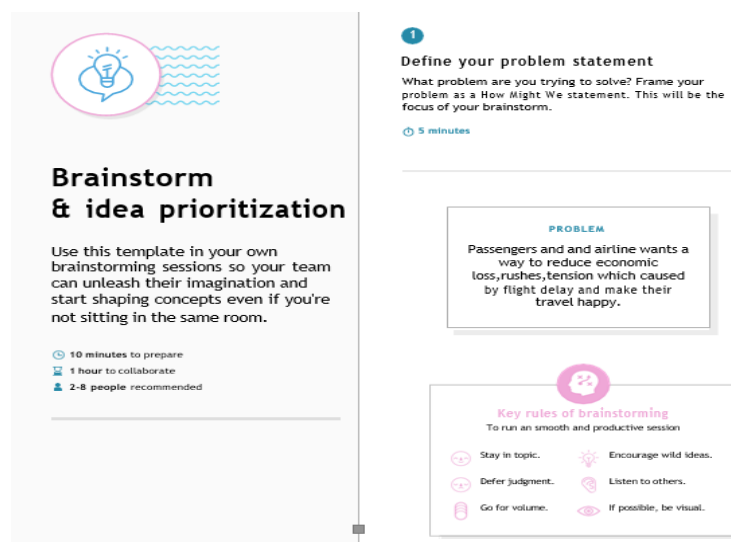 Brainstorm
& idea prioritization
Use this template in your own
brainstorming sessions so your team
can unleash their imagination and
start shaping concepts even if you're
not sitting in the same room.
10 minutes to prepare
1 hour to collaborate
2-8 people recommended
1
Define your problem statement
What problem are you trying to solve? Frame your
problem as a How Might We statement. This will be the
focus of your brainstorm.
5 minutes
PROBLEM
Passengers and and airline wants a
way to reduce economic
loss,rushes,tension which caused
by flight delay and make their
travel happy.
Key rules of brainstorming
To run an smooth and productive session
Stay in topic.
Encourage wild ideas.
Defer judgment.
Listen to others.
Go for volume.
If possible, be visual.